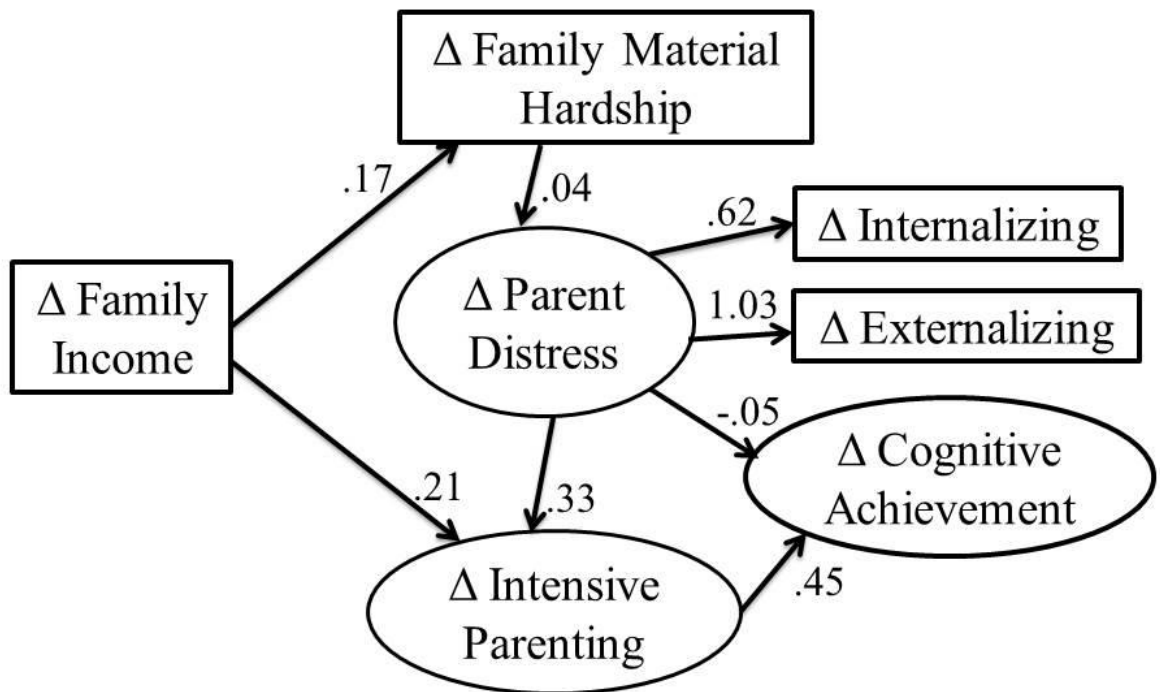 Δ Family Material
Hardship
.17
.04
.62
Δ Internalizing
Δ Family
Income
Δ Parent
Distress
1.03
Δ Externalizing
-.05
Δ Cognitive
Achievement
.21
.33
.45
Δ Intensive
Parenting